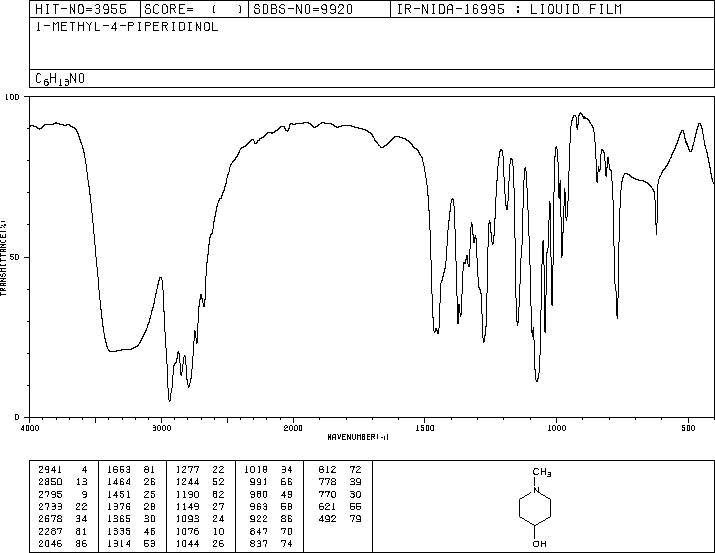 HIT-NO=3955 SCORE= ( ) SDBS-NO=9920 IR-NIDA-16995 : LIQUID FILM
1-METHYL-4-PIPERIDINOL
C6H13NO
100
50
0
TRANSMITTANCE(%)
4000 3000 2000 1500 1000 500
WAVENUMBER(-1)
2941 4 1663 81 1277 22 1018 34 812 72
2850 13 1464 26 1244 52 991 66 778 39
2795 9 1451 25 1190 62 980 49 770 30
2733 22 1376 28 1149 27 963 58 621 55
2678 34 1365 30 1093 24 922 86 492 79
2287 81 1335 46 1076 10 847 70
2046 86 1314 53 1044 26 837 74
CH3
N
OH